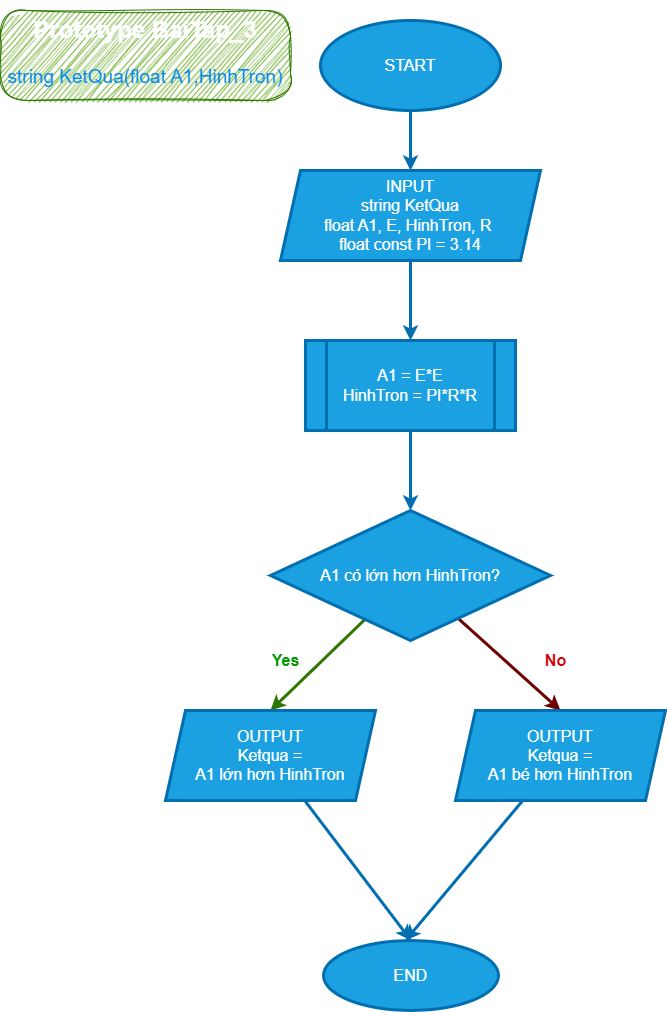 Prototype BaiTap_3
string KetQua(float A1,HinhTron)
START
INPUT
string KetQua
float A1, E, HinhTron, R
float const PI = 3.14
A1 = E*E
HinhTron = PI*R*R
A1 có lớn hơn HinhTron?
Yes
No
OUTPUT
Ketqua =
A1 lớn hơn HinhTron
OUTPUT
Ketqua =
A1 bé hơn HinhTron
END